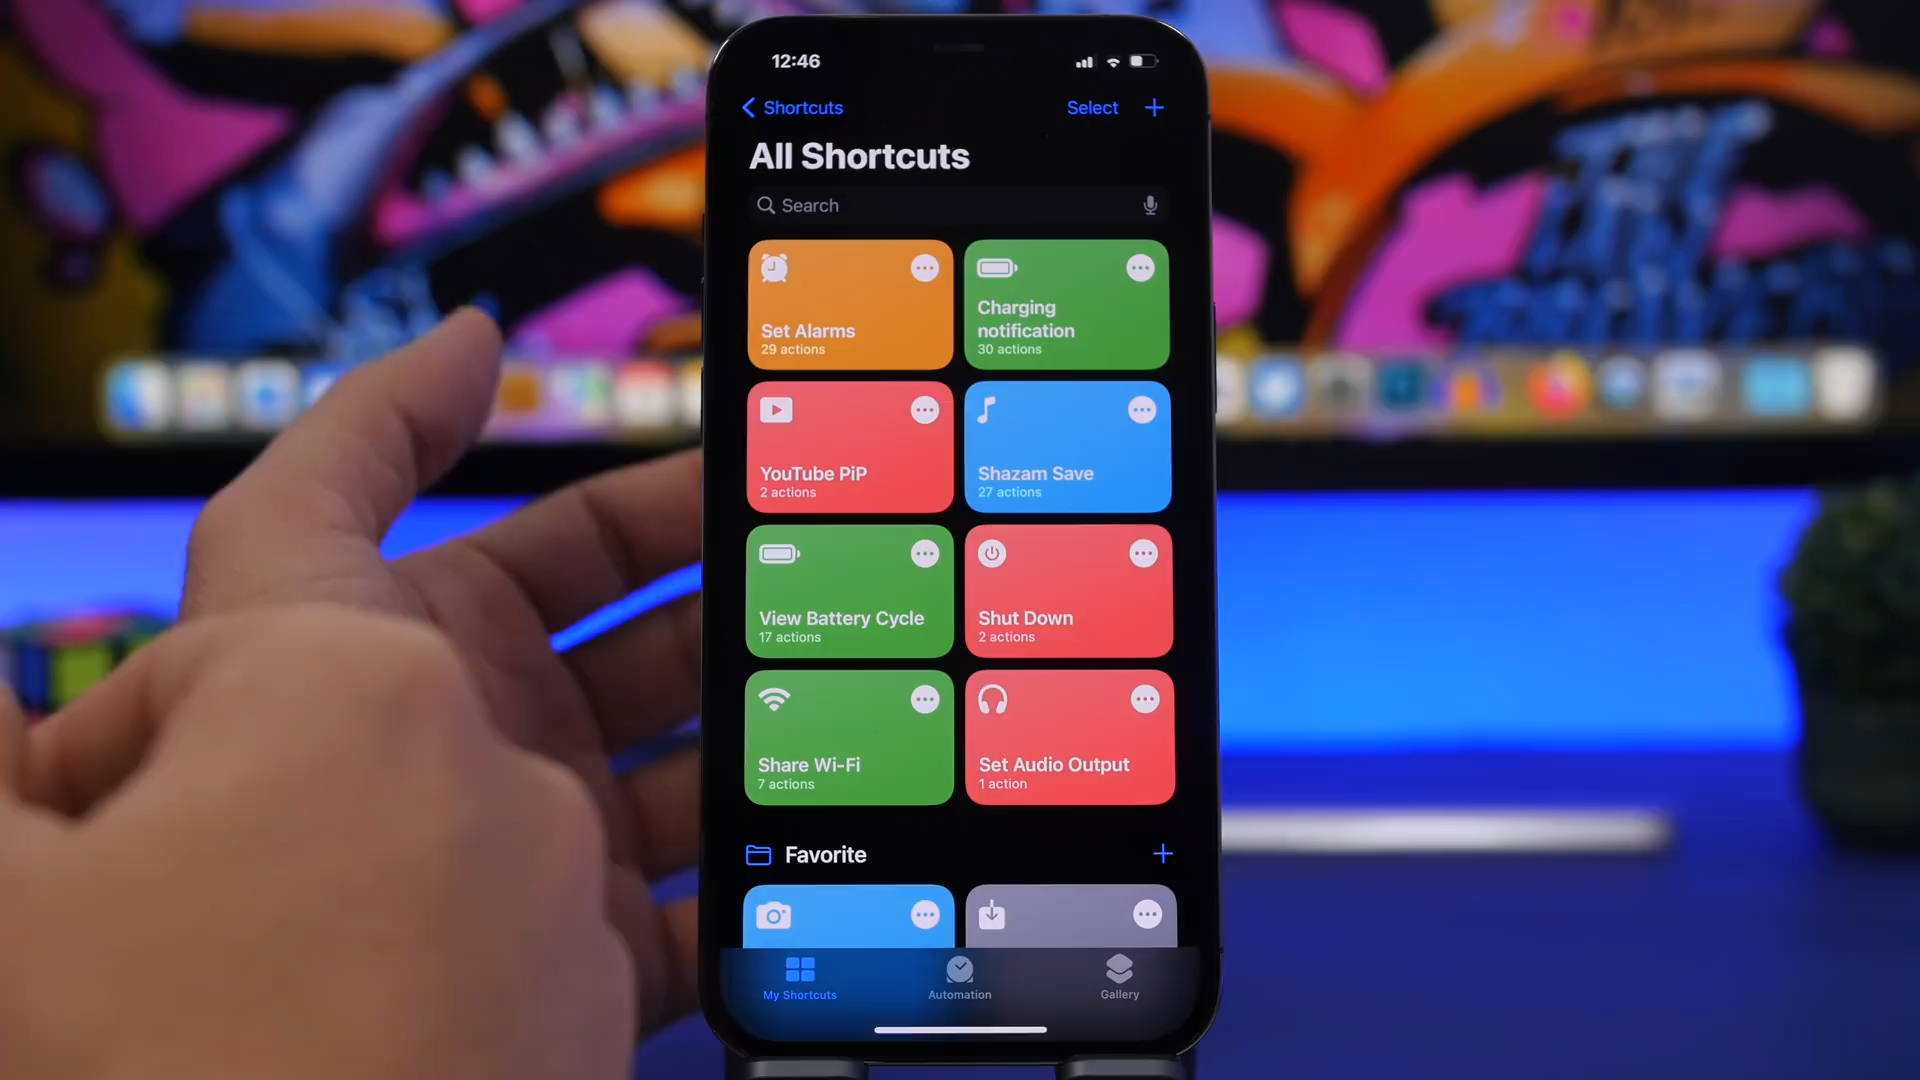 12:46
Shortcuts
Select
All Shortcuts
Search
Set Alarms
29 actions
Charging
notification
30 actions
YouTube PiP
2 actions
Shazam Save
27 actions
View Battery Cycle
17 actions
Shut Down
2 actions
Share Wi-Fi
7 actions
Set Audio Output
1 action
Favorite
My Shortcuts
Automation
Gallery